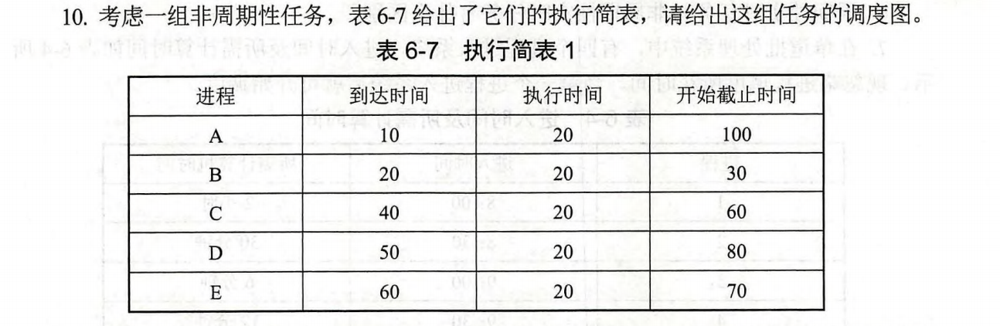 10. 考虑一组非周期性任务，表 6-7 给出了它们的执行简表，请给出这组任务的调度图。
表 6-7 执行简表 1
进程 到达时间 执行时间 开始截止时间
A 10 20 100
B 20 20 30
C 40 20 60
D 50 20 80
E 60 20 70